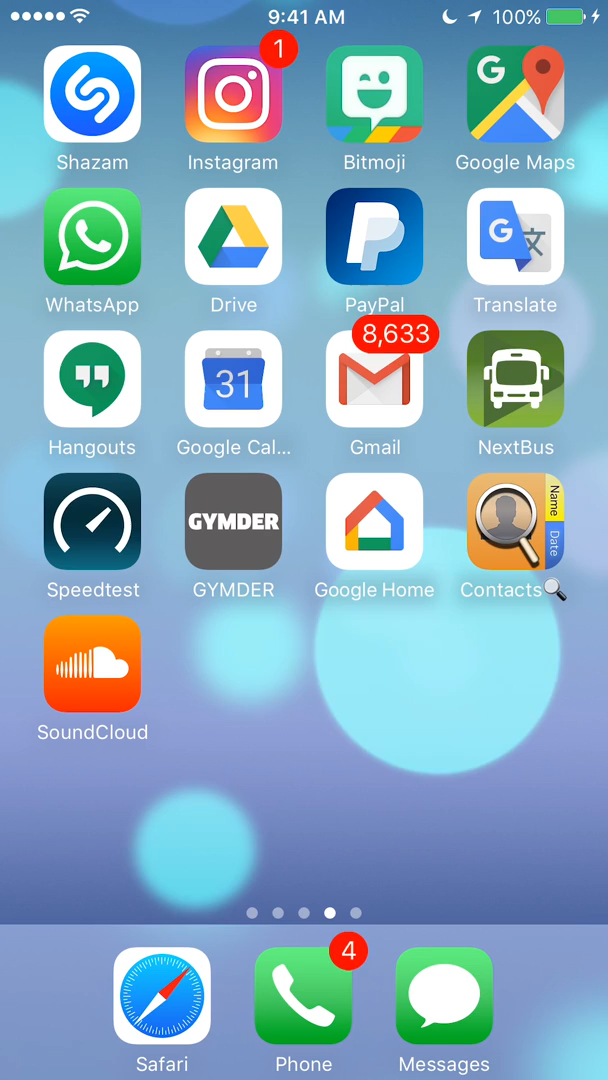 9:41 AM
100%
1
Shazam
Instagram
Bitmoji
G
Google Maps
WhatsApp
Drive
PayPal
G 文
Translate
8,633
31
Hangouts
Google Cal...
Gmail
NextBus
GYMDER
Name
Date
Speedtest
GYMDER
Google Home
Contacts🔍
SoundCloud
4
Safari
Phone
Messages